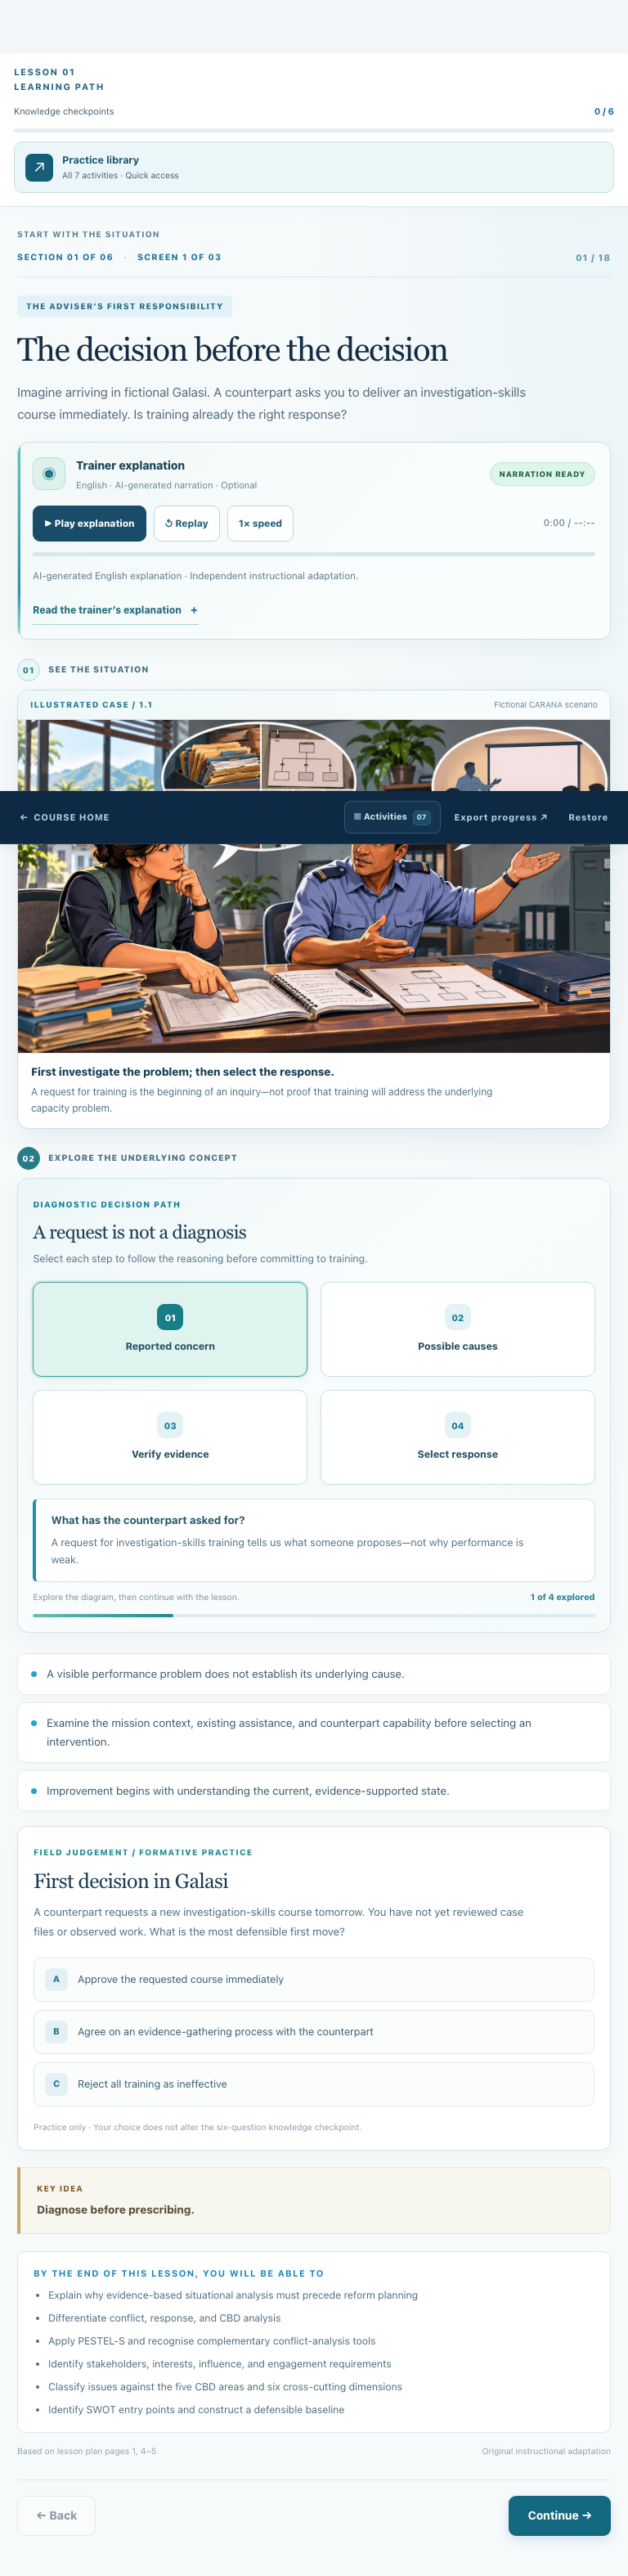 LESSON 01
LEARNING PATH
Knowledge checkpoints
0 / 6
↗
Practice library
All 7 activities · Quick access
START WITH THE SITUATION
SECTION 01 OF 06 · SCREEN 1 OF 03
01 / 18
THE ADVISER'S FIRST RESPONSIBILITY
The decision before the decision
Imagine arriving in fictional Galasi. A counterpart asks you to deliver an investigation-skills
course immediately. Is training already the right response?
Trainer explanation
English · AI-generated narration · Optional
NARRATION READY
▶ Play explanation
↺ Replay
1× speed
0:00 / --:--
AI-generated English explanation · Independent instructional adaptation.
Read the trainer's explanation +
01 SEE THE SITUATION
ILLUSTRATED CASE / 1.1
Fictional CARANA scenario
← COURSE HOME
≡ Activities 07
Export progress ↗
Restore
First investigate the problem; then select the response.
A request for training is the beginning of an inquiry—not proof that training will address the underlying
capacity problem.
02 EXPLORE THE UNDERLYING CONCEPT
DIAGNOSTIC DECISION PATH
A request is not a diagnosis
Select each step to follow the reasoning before committing to training.
01
Reported concern
02
Possible causes
03
Verify evidence
04
Select response
What has the counterpart asked for?
A request for investigation-skills training tells us what someone proposes—not why performance is
weak.
Explore the diagram, then continue with the lesson.
1 of 4 explored
A visible performance problem does not establish its underlying cause.
Examine the mission context, existing assistance, and counterpart capability before selecting an
intervention.
Improvement begins with understanding the current, evidence-supported state.
FIELD JUDGEMENT / FORMATIVE PRACTICE
First decision in Galasi
A counterpart requests a new investigation-skills course tomorrow. You have not yet reviewed case
files or observed work. What is the most defensible first move?
A Approve the requested course immediately
B Agree on an evidence-gathering process with the counterpart
C Reject all training as ineffective
Practice only · Your choice does not alter the six-question knowledge checkpoint.
KEY IDEA
Diagnose before prescribing.
BY THE END OF THIS LESSON, YOU WILL BE ABLE TO
• Explain why evidence-based situational analysis must precede reform planning
• Differentiate conflict, response, and CBD analysis
• Apply PESTEL-S and recognise complementary conflict-analysis tools
• Identify stakeholders, interests, influence, and engagement requirements
• Classify issues against the five CBD areas and six cross-cutting dimensions
• Identify SWOT entry points and construct a defensible baseline
Based on lesson plan pages 1, 4–5
Original instructional adaptation
← Back
Continue →